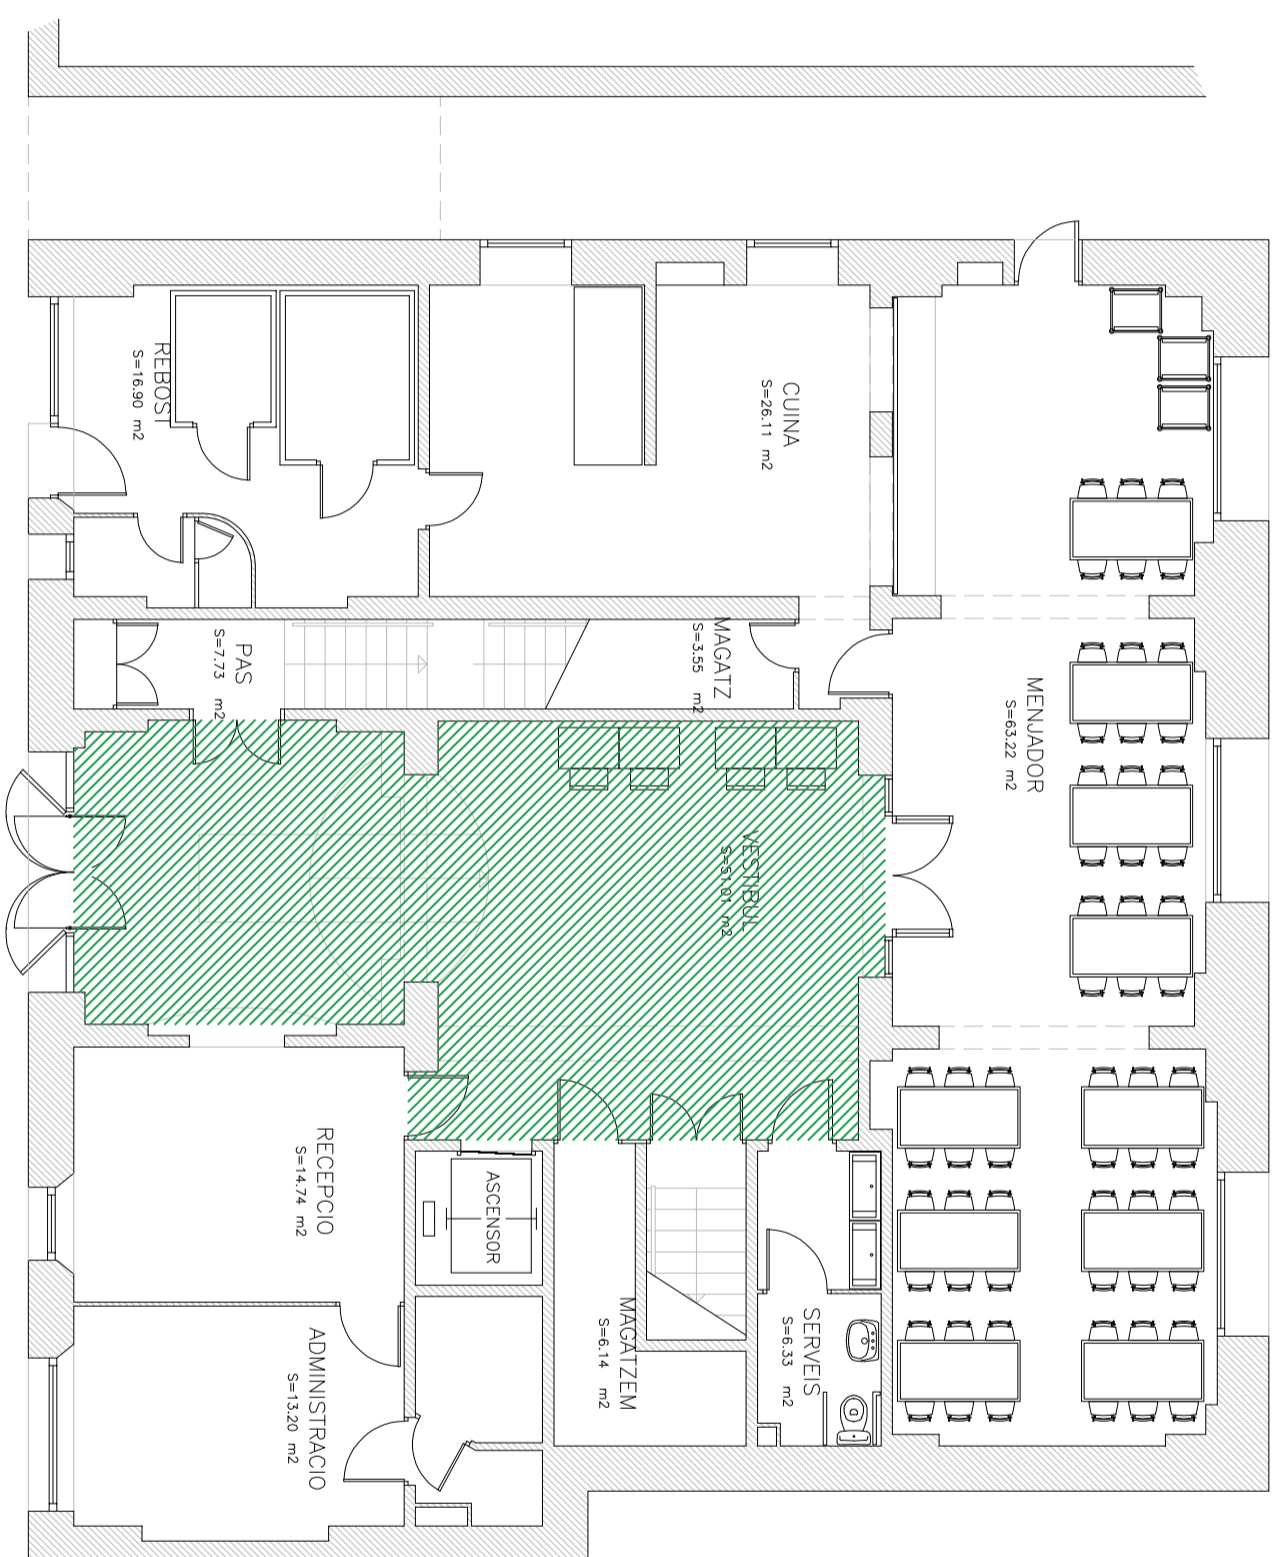 REBOST
S=16.90 m2
CUINA
S=26.11 m2
PAS
S=7.73 m2
MAGATZ
S=3.55 m2
MENJADOR
S=63.22 m2
VESTIBUL
S=51.01 m2
RECEPCIO
S=14.74 m2
ASCENSOR
ADMINISTRACIO
S=13.20 m2
MAGATZEM
S=6.14 m2
SERVEIS
S=6.33 m2